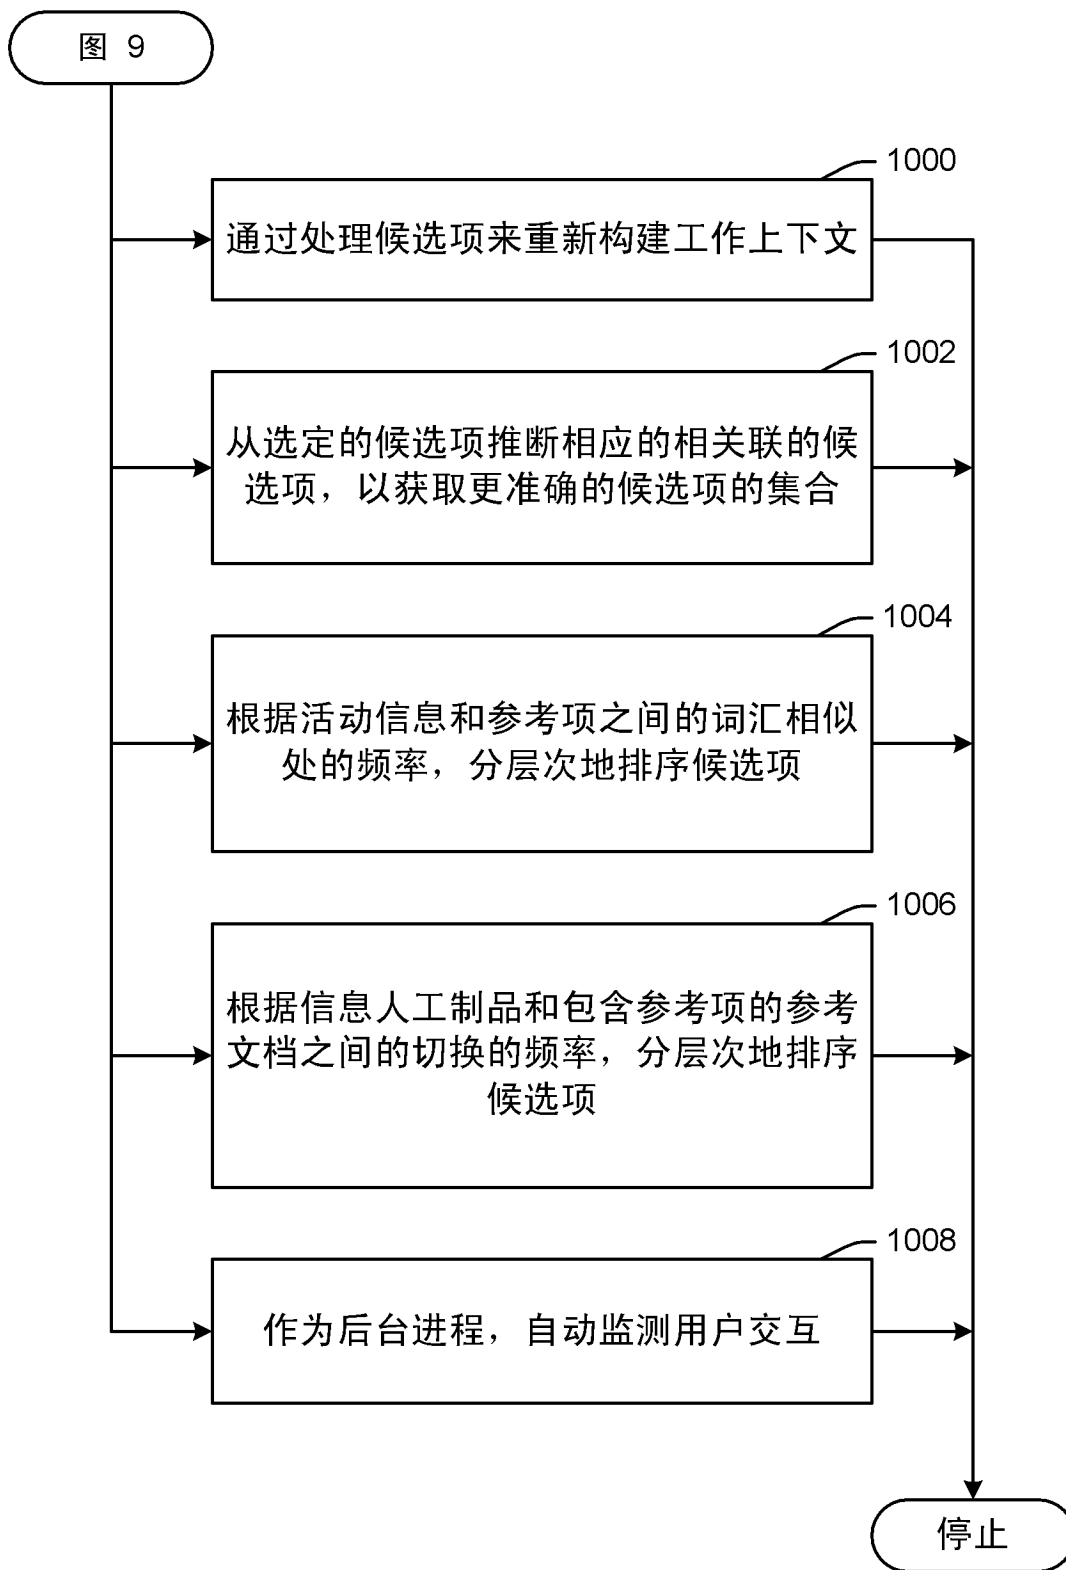 图 9
1000
通过处理候选项来重新构建工作上下文
1002
从选定的候选项推断相应的相关联的候
选项，以获取更准确的候选项的集合
1004
根据活动信息和参考项之间的词汇相似
处的频率，分层次地排序候选项
1006
根据信息人工制品和包含参考项的参考
文档之间的切换的频率，分层次地排序
候选项
1008
作为后台进程，自动监测用户交互
停止